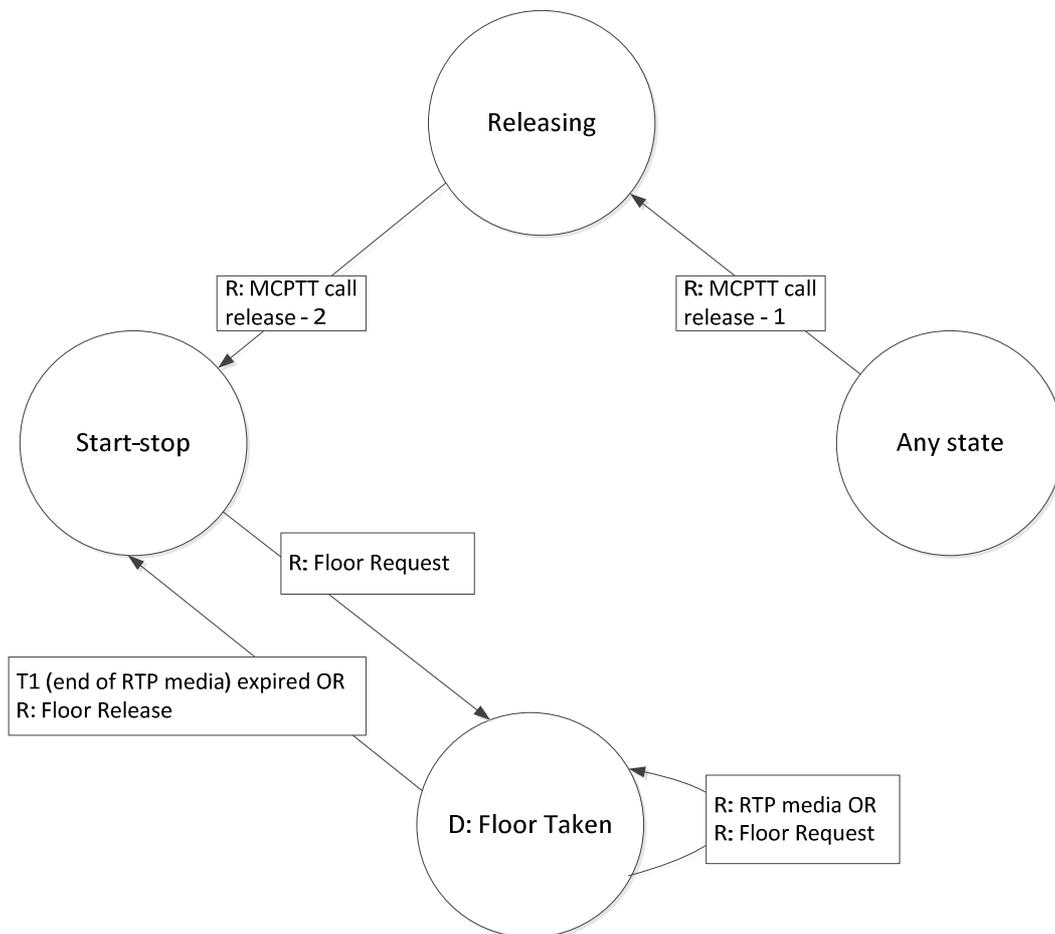 Releasing
R: MCPTT call
release - 2
R: MCPTT call
release - 1
Start-stop
Any state
R: Floor Request
T1 (end of RTP media) expired OR
R: Floor Release
D: Floor Taken
R: RTP media OR
R: Floor Request